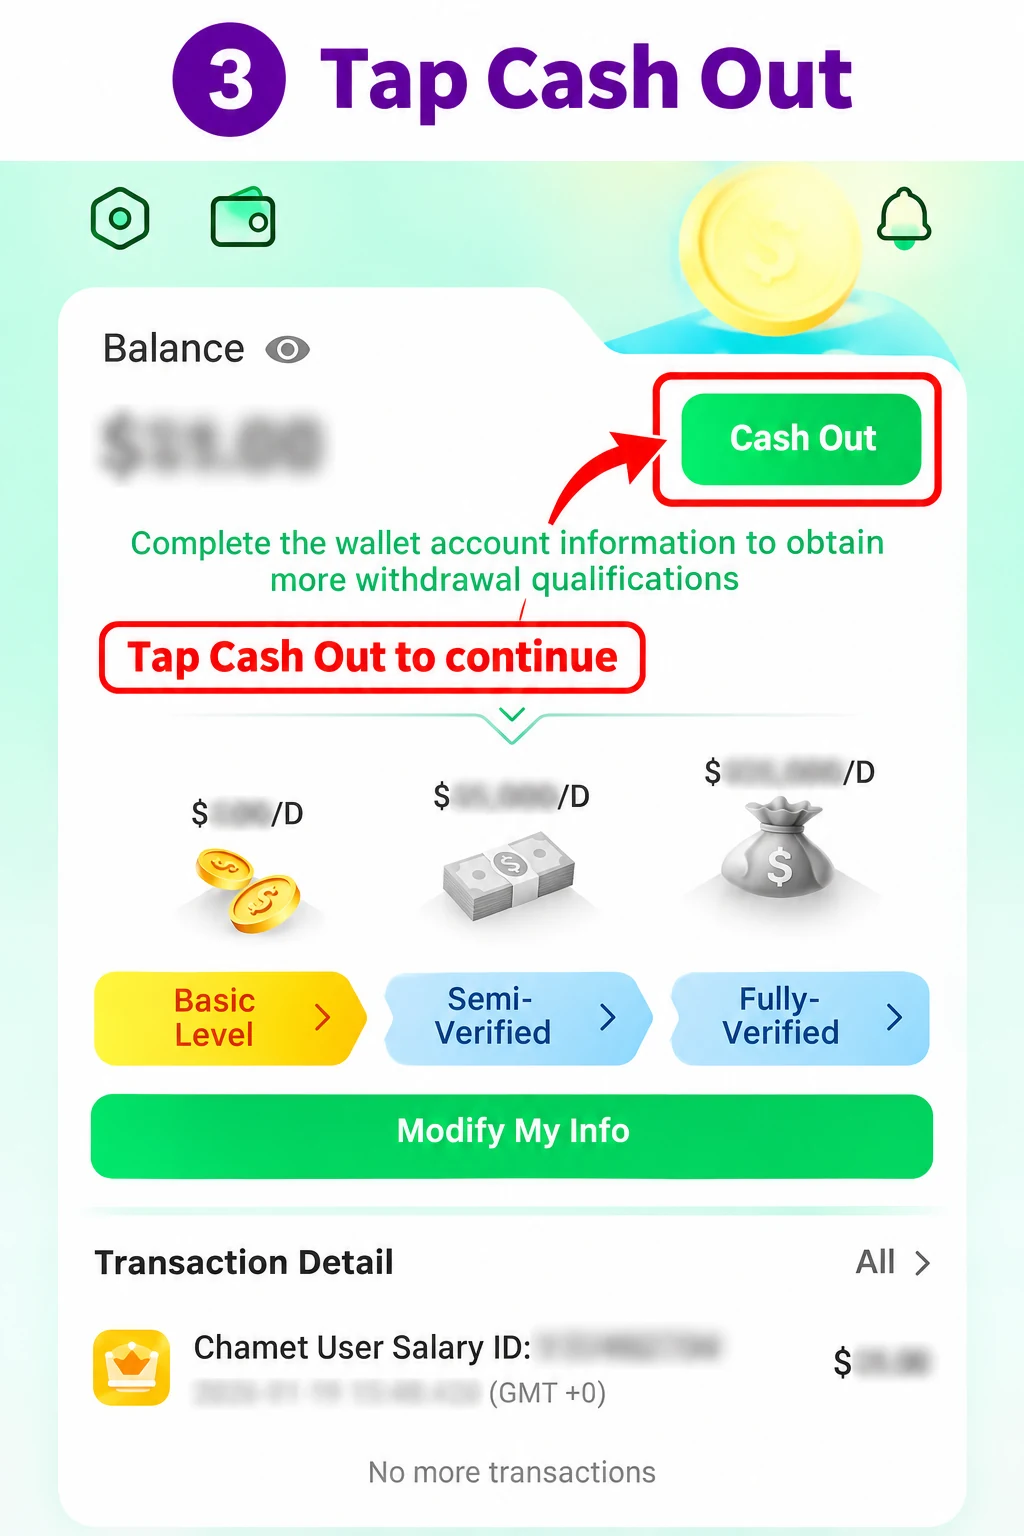 3 Tap Cash Out
Balance
Cash Out
Complete the wallet account information to obtain
more withdrawal qualifications
Tap Cash Out to continue
$ /D
$ /D
$ /D
Basic
Level
Semi-
Verified
Fully-
Verified
Modify My Info
Transaction Detail
All
Chamet User Salary ID:
$
(GMT +0)
No more transactions